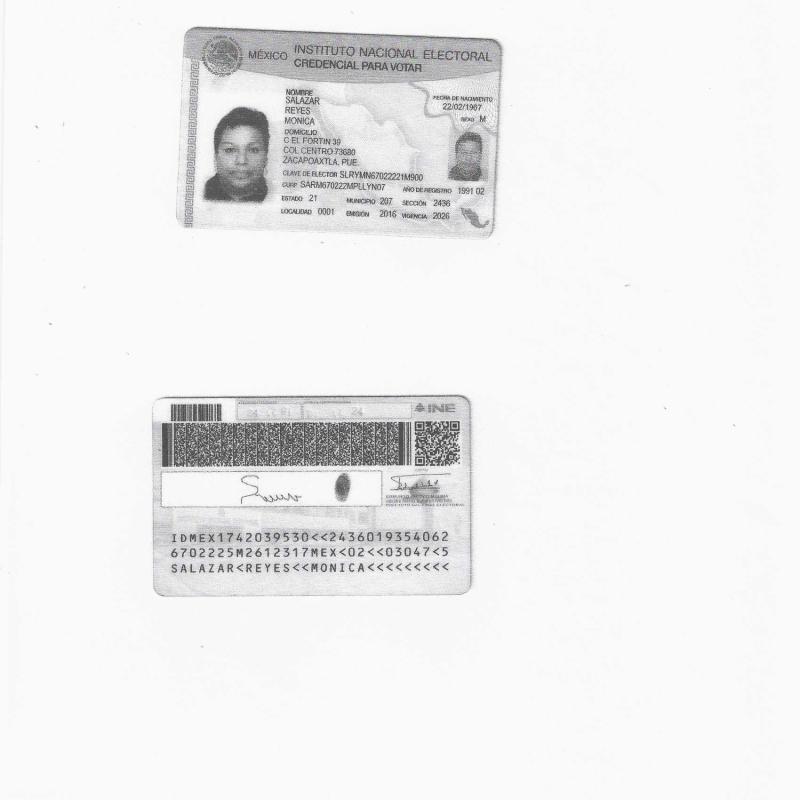 MÉXICO INSTITUTO NACIONAL ELECTORAL
CREDENCIAL PARA VOTAR
NOMBRE
SALAZAR
REYES
MONICA
FECHA DE NACIMIENTO
22/02/1967
SEXO M
DOMICILIO
C EL FORTIN 39
COL CENTRO 73680
ZACAPOAXTLA, PUE.
CLAVE DE ELECTOR SLRYMN67022221M900
CURP SARM670222MPLLYN07 AÑO DE REGISTRO 1991 02
ESTADO 21 MUNICIPIO 207 SECCIÓN 2436
LOCALIDAD 0001 EMISIÓN 2016 VIGENCIA 2026
INE
IDMEX1742039530<<2436019354062
6702225M2612317MEX<02<<03047<5
SALAZAR<REYES<<MONICA<<<<<<<<<